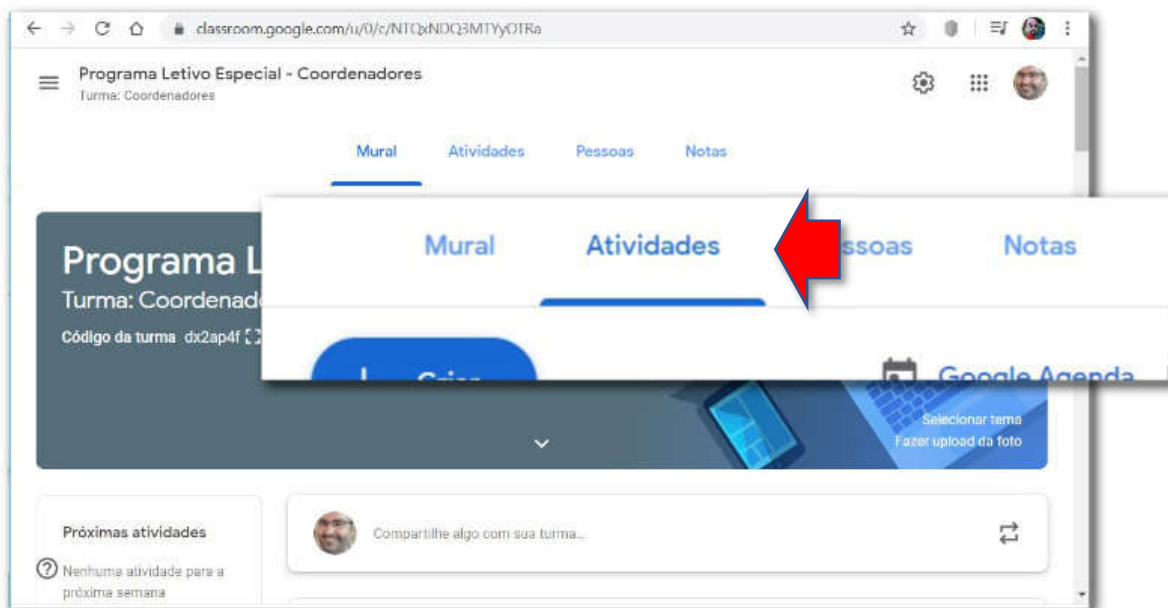 classroom.google.com/u/0/c/NTQxNDQ3MTYyOTRa
Programa Letivo Especial - Coordenadores
Turma: Coordenadores
Mural Atividades Pessoas Notas
Mural Atividades ssoas Notas
Programa L
Turma: Coordenad
Código da turma dx2ap4f
Criar
Google Agenda
Selecionar tema
Fazer upload da foto
Próximas atividades
Nenhuma atividade para a
próxima semana
Compartilhe algo com sua turma...